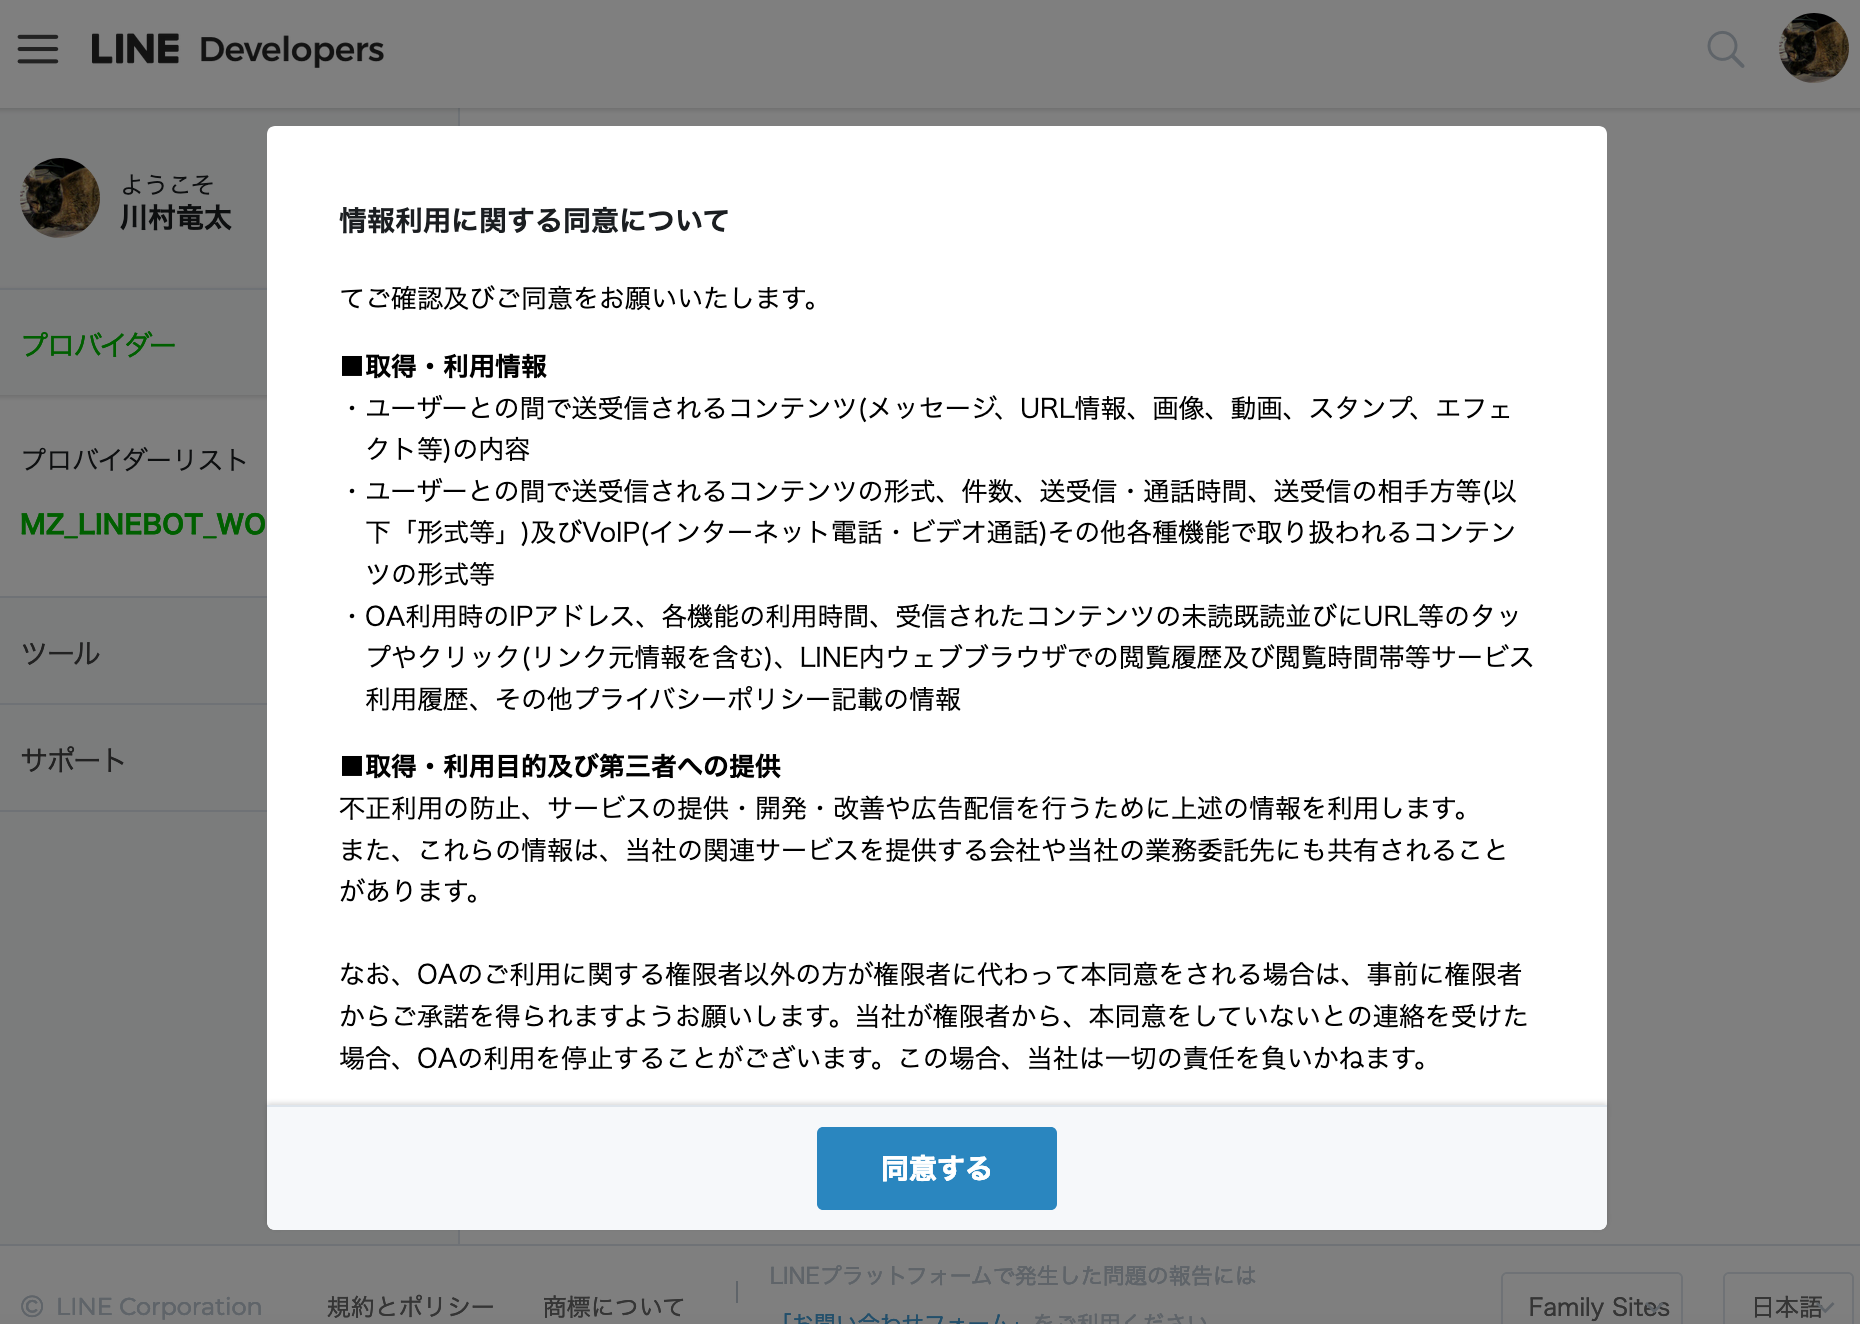 LINE Developers
ようこそ
川村竜太
プロバイダー
プロバイダーリスト
MZ_LINEBOT_WO
ツール
サポート
情報利用に関する同意について
てご確認及びご同意をお願いいたします。
■取得・利用情報
・ユーザーとの間で送受信されるコンテンツ(メッセージ、URL情報、画像、動画、スタンプ、エフェ
クト等)の内容
・ユーザーとの間で送受信されるコンテンツの形式、件数、送受信・通話時間、送受信の相手方等(以
下「形式等」)及びVoIP(インターネット電話・ビデオ通話)その他各種機能で取り扱われるコンテン
ツの形式等
・OA利用時のIPアドレス、各機能の利用時間、受信されたコンテンツの未読既読並びにURL等のタッ
プやクリック(リンク元情報を含む)、LINE内ウェブブラウザでの閲覧履歴及び閲覧時間帯等サービス
利用履歴、その他プライバシーポリシー記載の情報
■取得・利用目的及び第三者への提供
不正利用の防止、サービスの提供・開発・改善や広告配信を行うために上述の情報を利用します。
また、これらの情報は、当社の関連サービスを提供する会社や当社の業務委託先にも共有されること
があります。
なお、OAのご利用に関する権限者以外の方が権限者に代わって本同意をされる場合は、事前に権限者
からご承諾を得られますようお願いします。当社が権限者から、本同意をしていないとの連絡を受けた
場合、OAの利用を停止することがございます。この場合、当社は一切の責任を負いかねます。
同意する
© LINE Corporation
規約とポリシー
商標について
LINEプラットフォームで発生した問題の報告には
「お問い合わせフォーム」をご利用ください
Family Sites
日本語